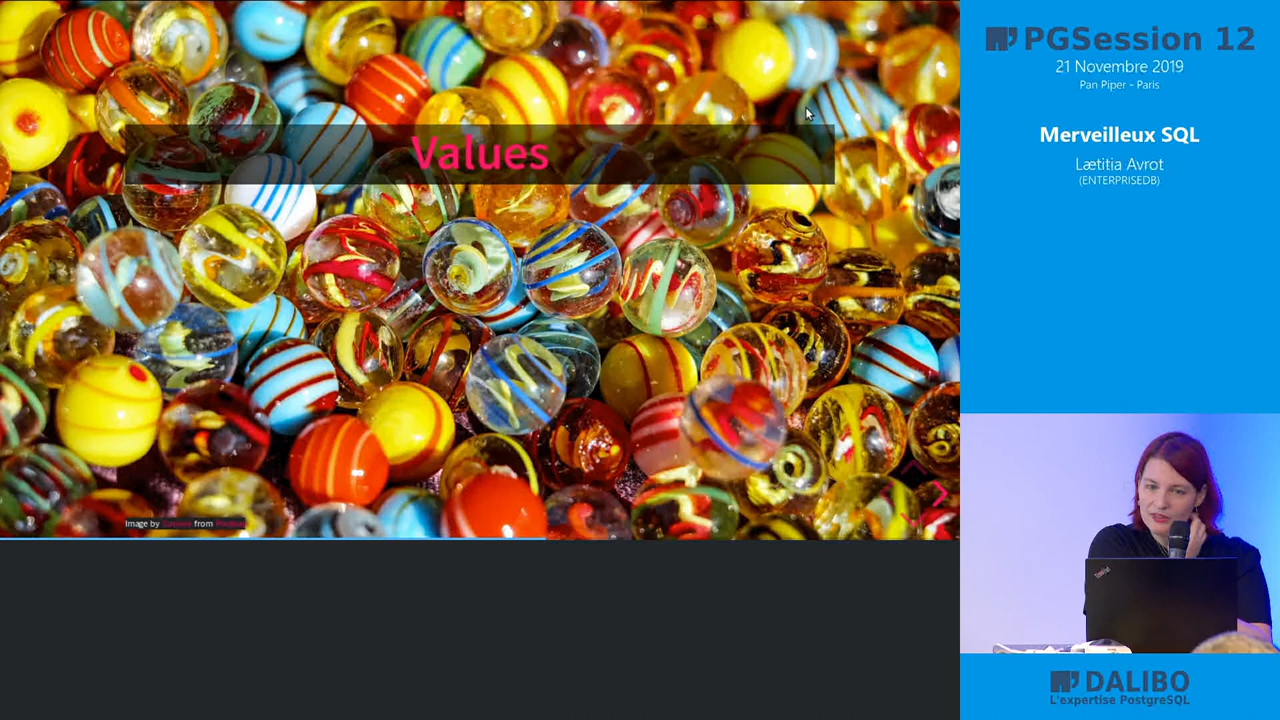 Values
Image by from
PGSession 12
21 Novembre 2019
Pan Piper - Paris
Merveilleux SQL
Lætitia Avrot
(ENTERPRISEDB)
ThinkPad
DALIBO
L'expertise PostgreSQL